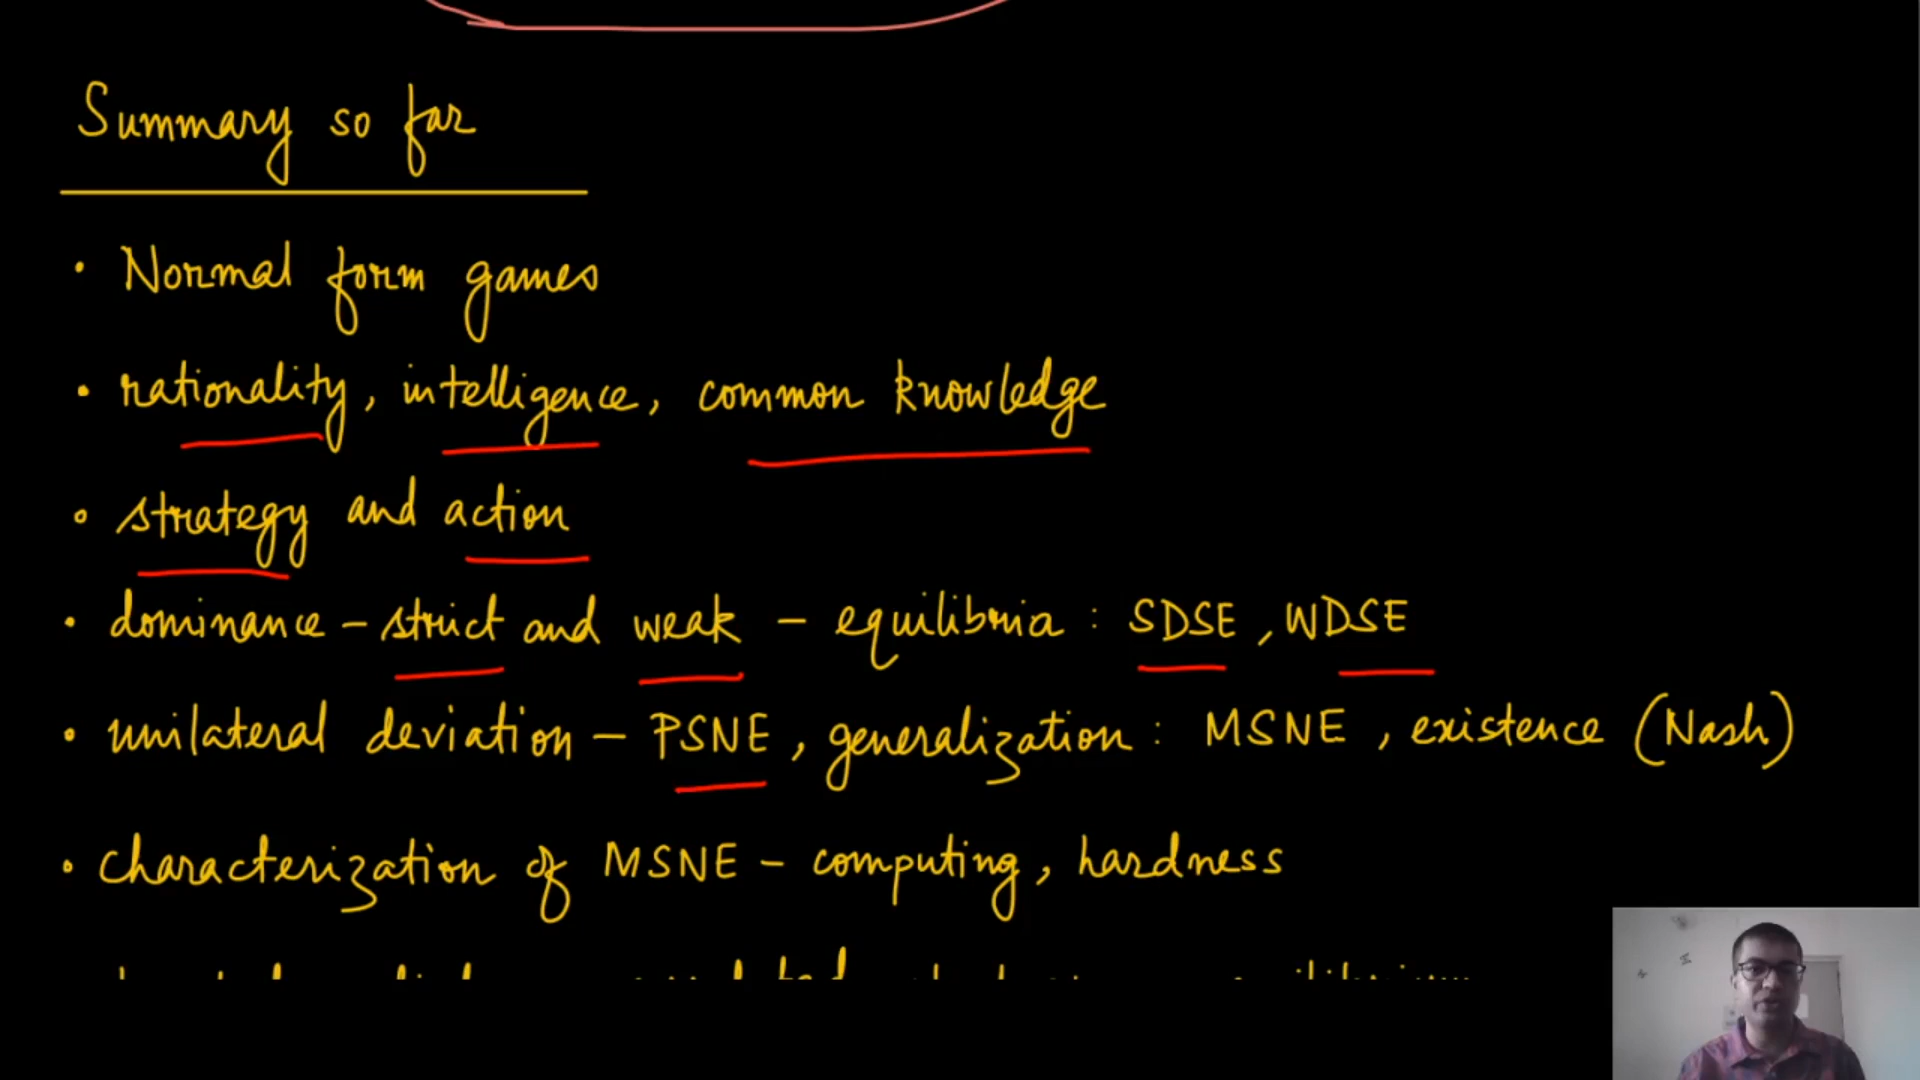 Summary so far
• Normal form games
• rationality, intelligence, common knowledge
• strategy and action
• dominance – strict and weak – equilibria : SDSE, WDSE
• unilateral deviation – PSNE, generalization : MSNE, existence (Nash)
• characterization of MSNE – computing, hardness